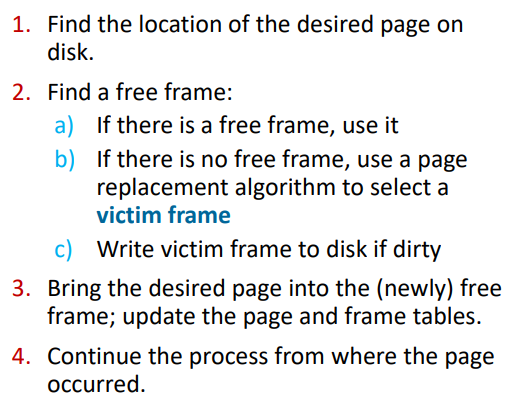 1. Find the location of the desired page on
disk.
2. Find a free frame:
a) If there is a free frame, use it
b) If there is no free frame, use a page
replacement algorithm to select a
victim frame
c) Write victim frame to disk if dirty
3. Bring the desired page into the (newly) free
frame; update the page and frame tables.
4. Continue the process from where the page
occurred.